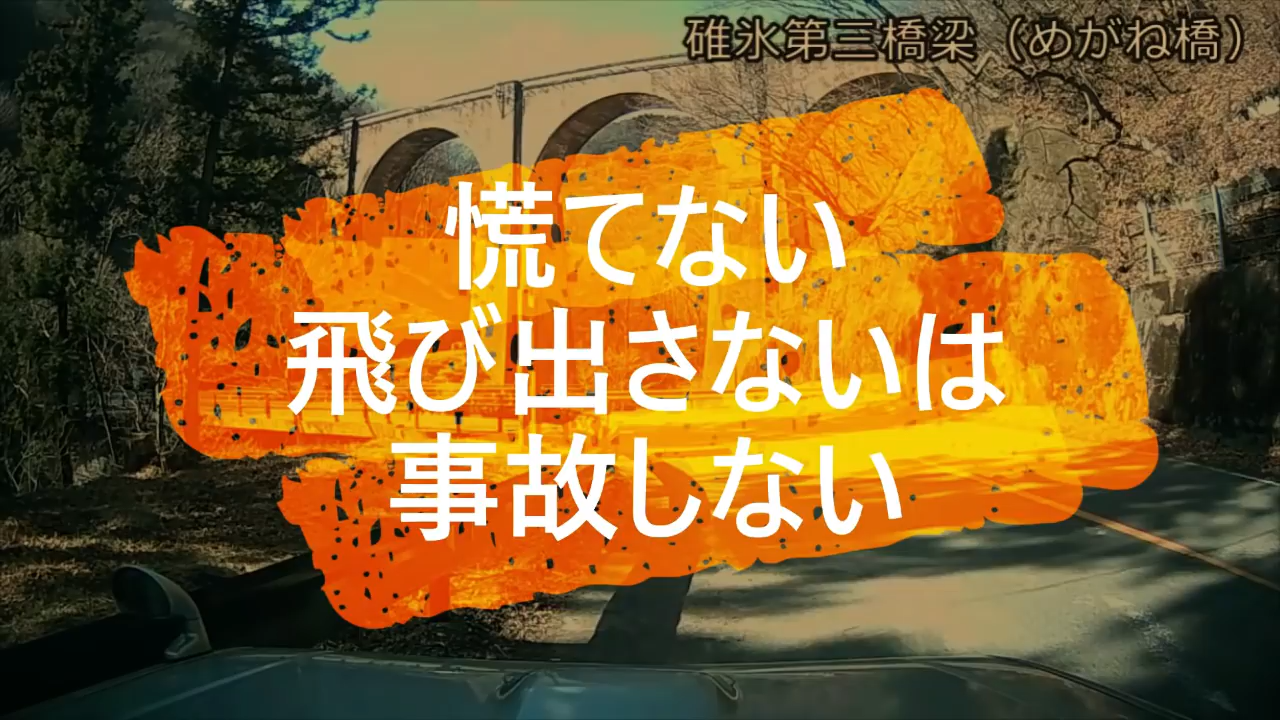 碓氷第三橋梁（めがね橋）
慌てない
飛び出さないは
事故しない